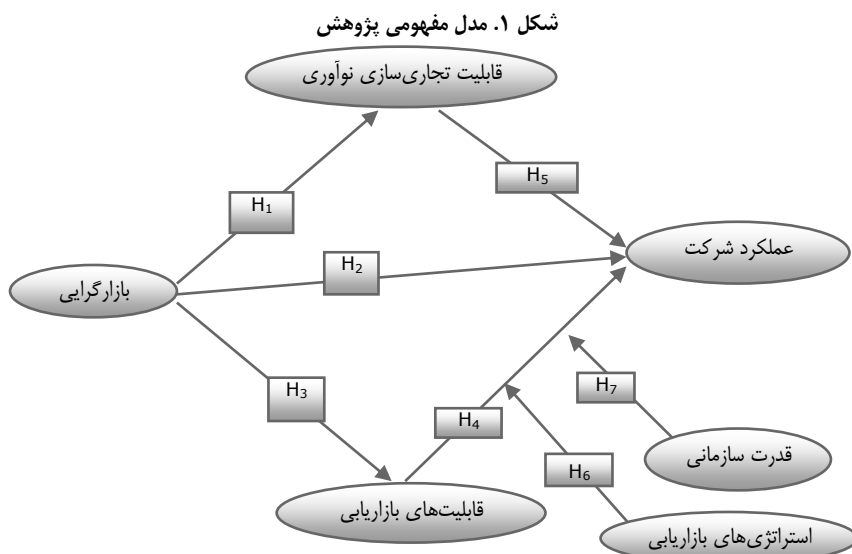 شکل ۱. مدل مفهومی پژوهش
قابلیت تجاری‌سازی نوآوری
H₅
H₁
عملکرد شرکت
H₂
بازارگرایی
H₃
H₇
H₄
قدرت سازمانی
H₆
قابلیت‌های بازاریابی
استراتژی‌های بازاریابی